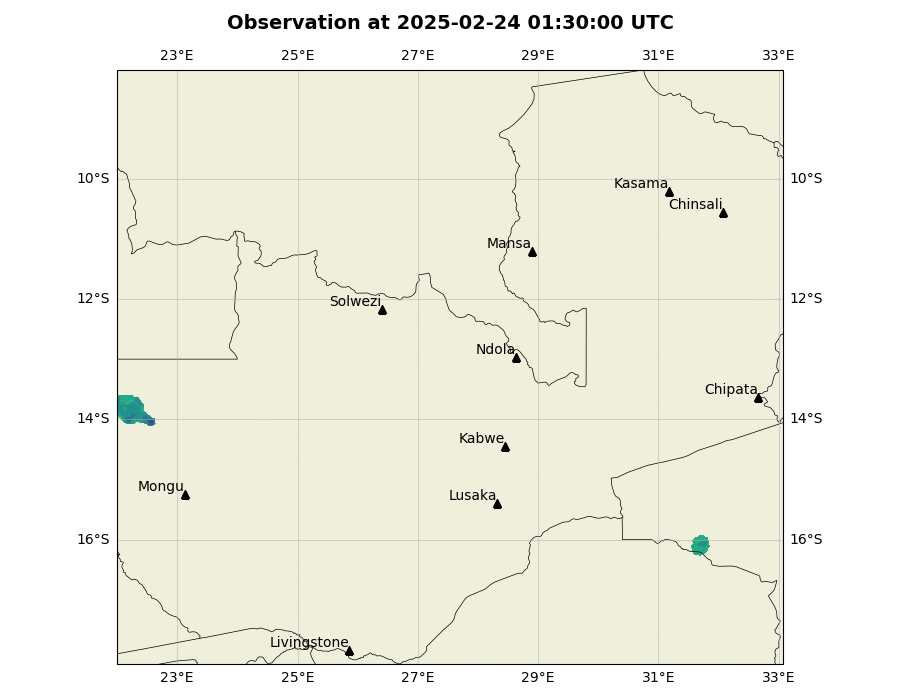 Observation at 2025-02-24 01:30:00 UTC
23°E 25°E 27°E 29°E 31°E 33°E
10°S 10°S
Kasama
Chinsali
Mansa
12°S 12°S
Solwezi
Ndola
Chipata
14°S 14°S
Kabwe
Mongu
Lusaka
16°S 16°S
Livingstone
23°E 25°E 27°E 29°E 31°E 33°E